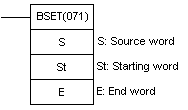 BSET(071)
S S: Source word
St St: Starting word
E E: End word